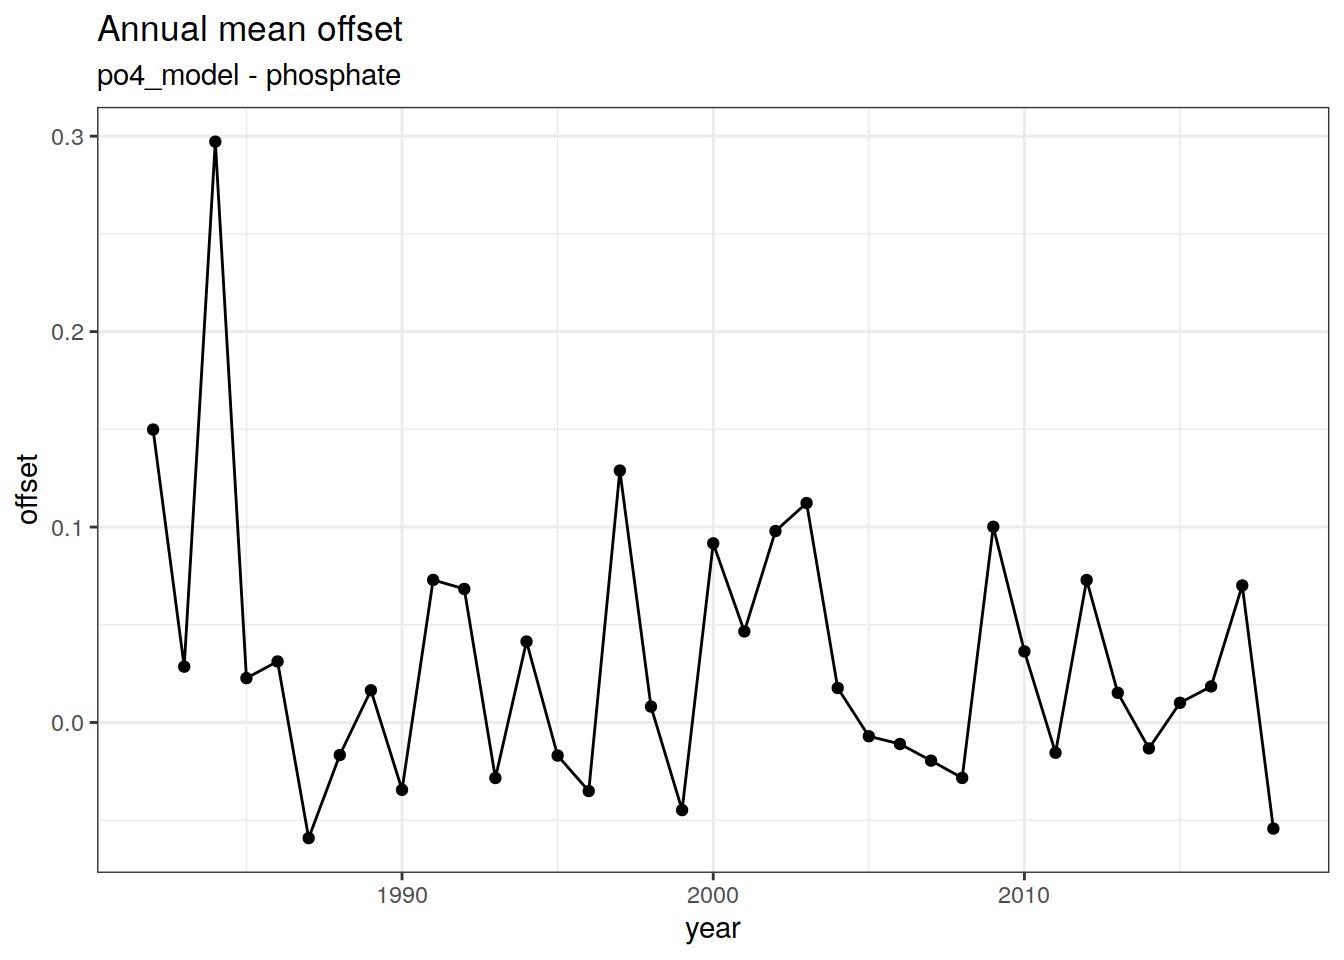 Annual mean offset
po4_model - phosphate
0.3
0.2
0.1
0.0
offset
1990 2000 2010
year